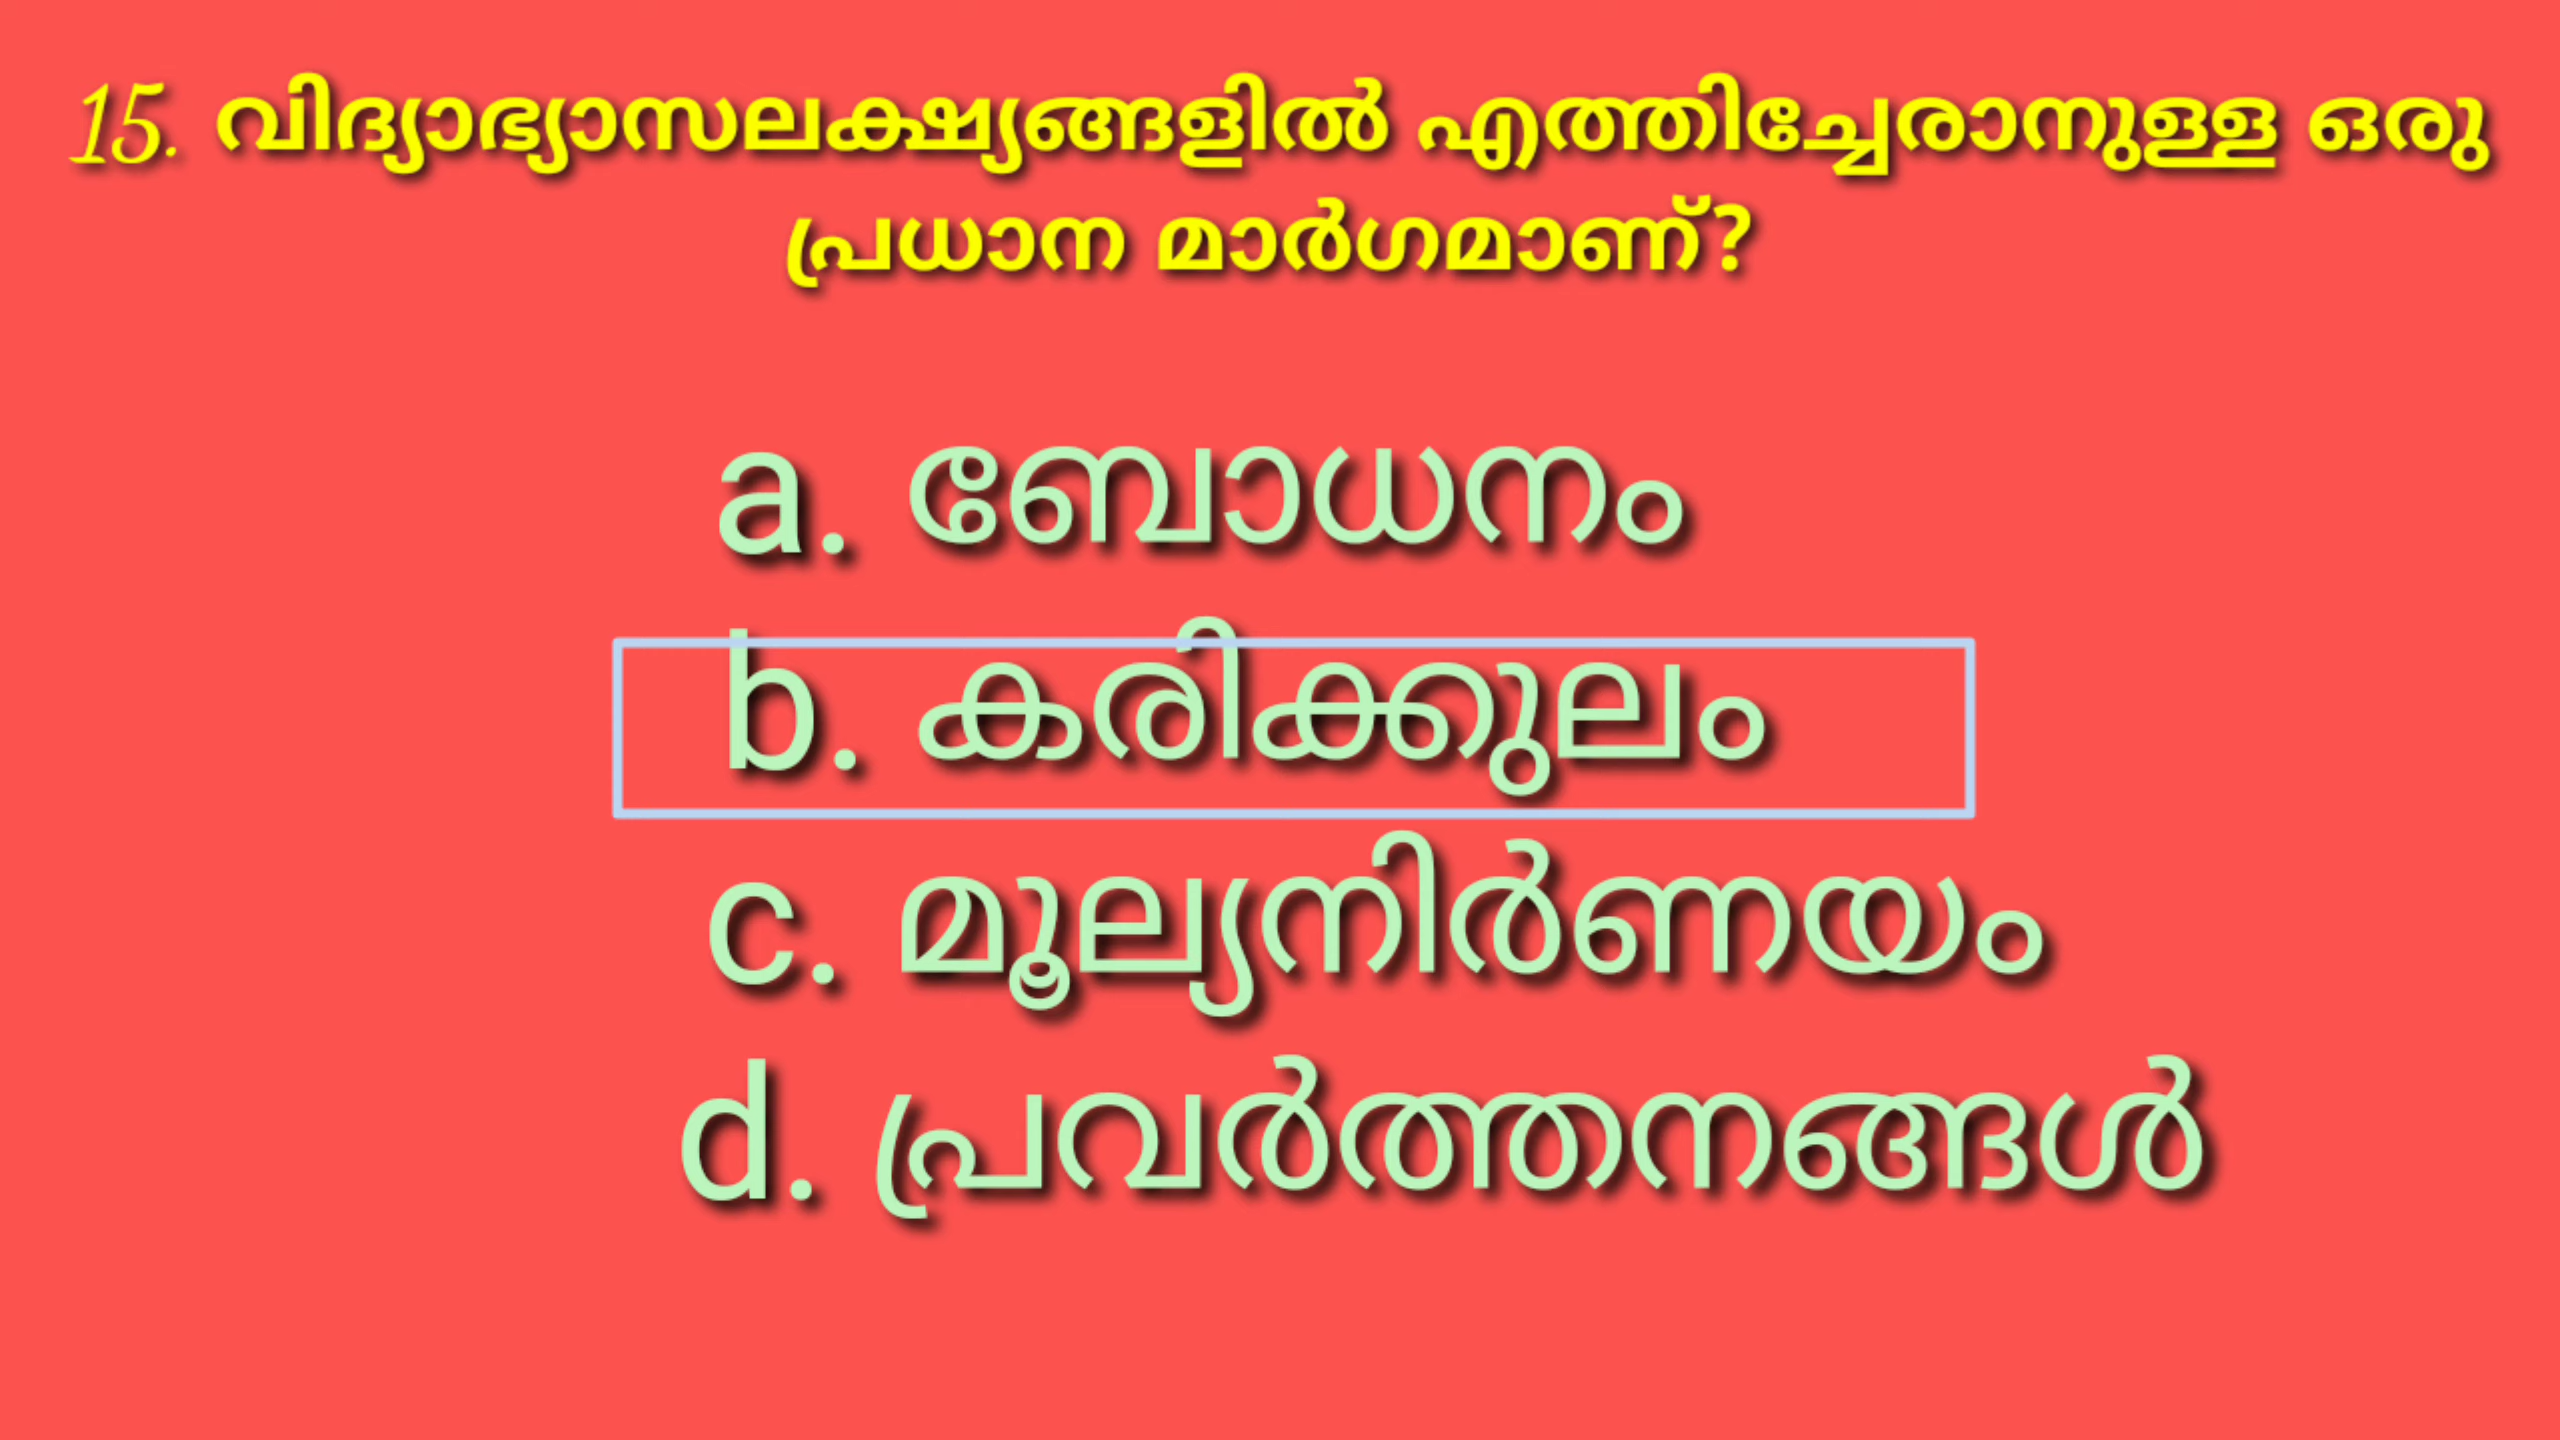 15. വിദ്യാഭ്യാസലക്ഷ്യങ്ങളിൽ എത്തിച്ചേരാനുള്ള ഒരു
പ്രധാന മാർഗമാണ്?
a. ബോധനം
b. കരിക്കുലം
c. മൂല്യനിർണയം
d. പ്രവർത്തനങ്ങൾ